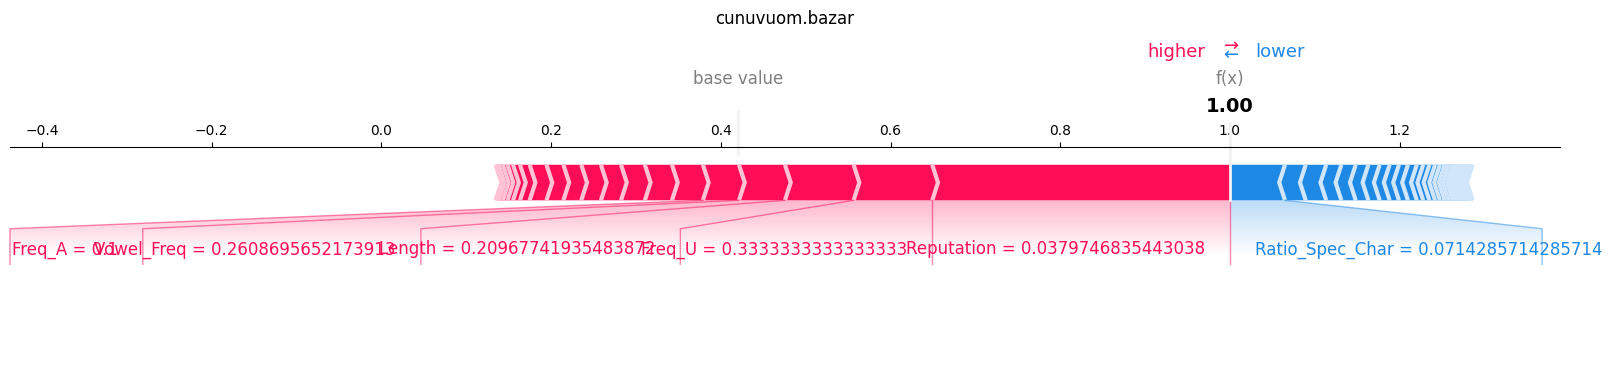 cunuvuom.bazar
higher ⇄ lower
base value f(x)
1.00
−0.4 −0.2 0.0 0.2 0.4 0.6 0.8 1.0 1.2
Freq_A = 0.1 Vowel_Freq = 0.2608695652173913 Length = 0.20967741935483872 Freq_U = 0.3333333333333333 Reputation = 0.0379746835443038 Ratio_Spec_Char = 0.0714285714285714